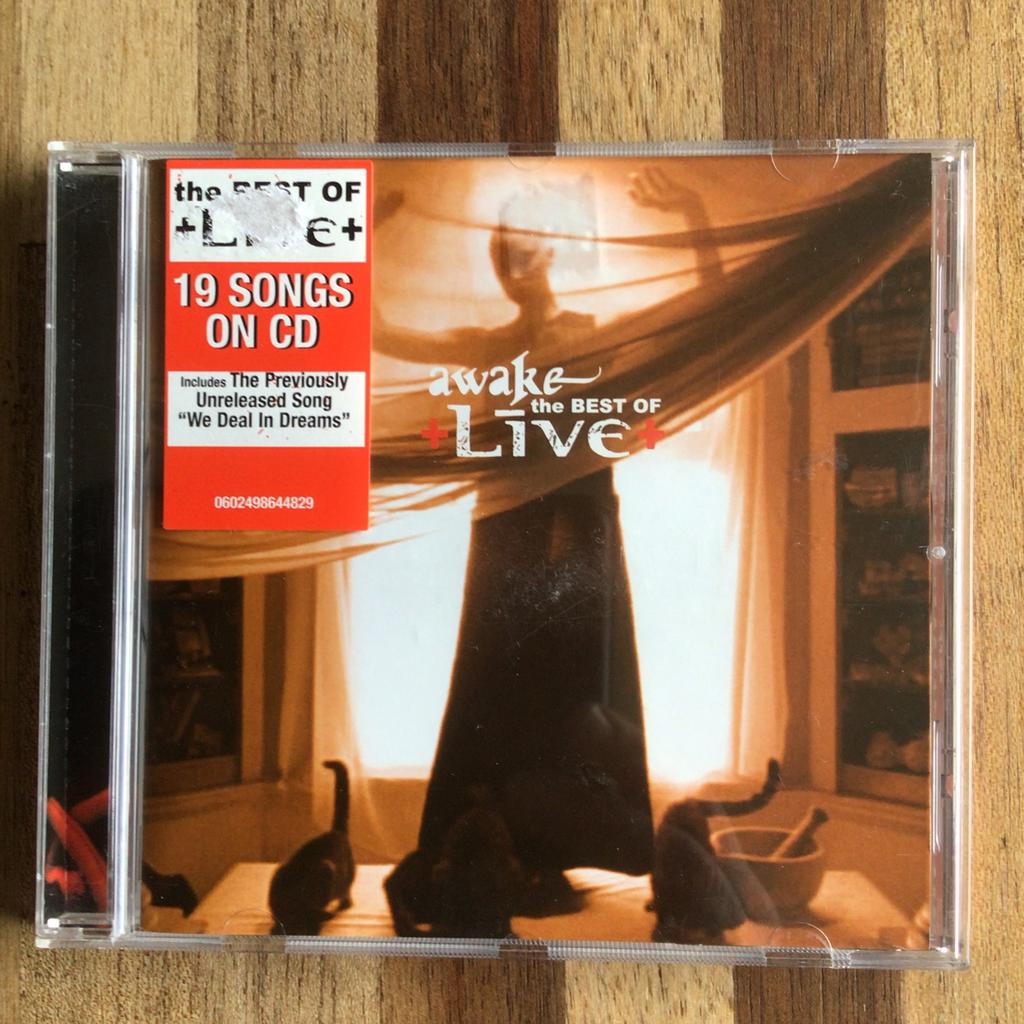 the BEST OF
+Live+
19 SONGS
ON CD
Includes The Previously
Unreleased Song
"We Deal In Dreams"
0602498644829
awake
the BEST OF
+Līve+